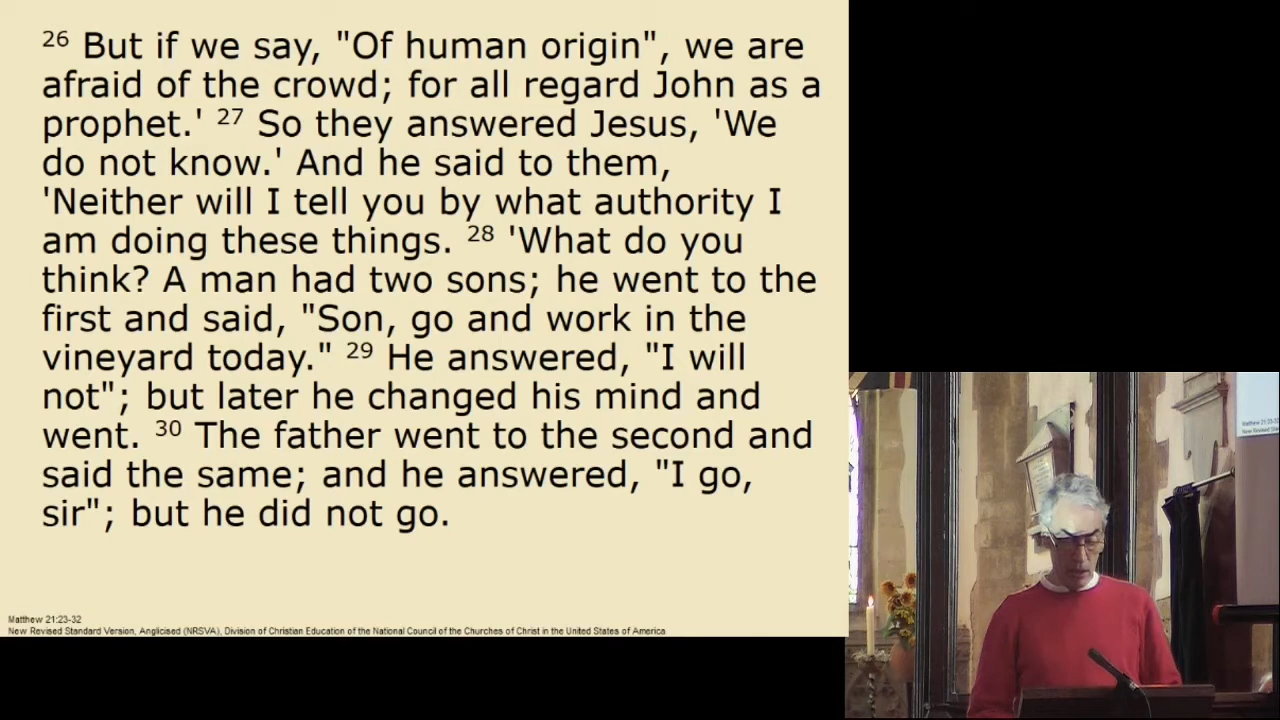 26 But if we say, "Of human origin", we are
afraid of the crowd; for all regard John as a
prophet.' 27 So they answered Jesus, 'We
do not know.' And he said to them,
'Neither will I tell you by what authority I
am doing these things. 28 'What do you
think? A man had two sons; he went to the
first and said, "Son, go and work in the
vineyard today." 29 He answered, "I will
not"; but later he changed his mind and
went. 30 The father went to the second and
said the same; and he answered, "I go,
sir"; but he did not go.
Matthew 21:23-32
New Revised Standard Version, Anglicised (NRSVA), Division of Christian Education of the National Council of the Churches of Christ in the United States of America